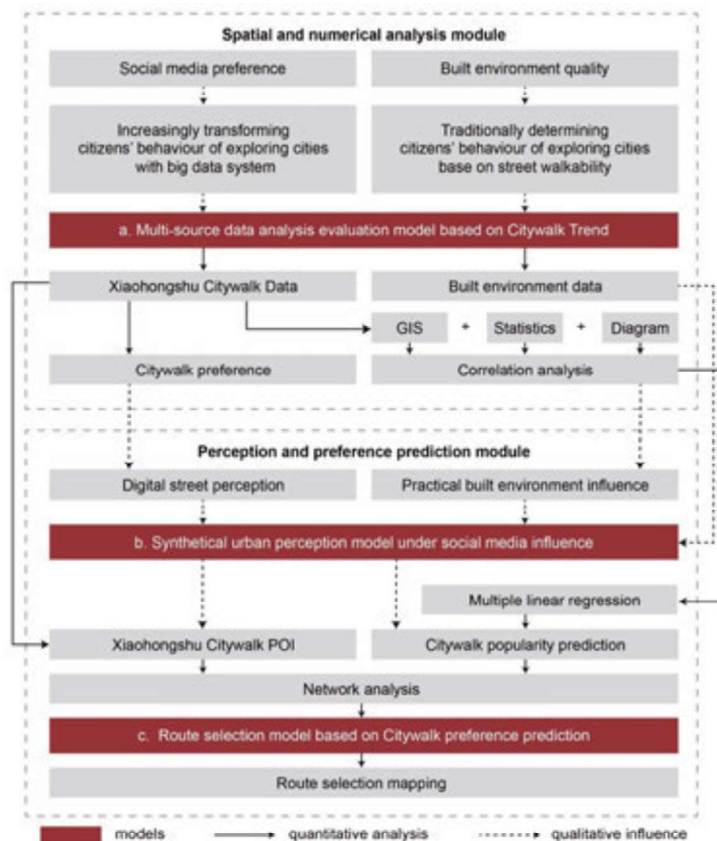 Spatial and numerical analysis module
Social media preference
Built environment quality
Increasingly transforming
citizens' behaviour of exploring cities
with big data system
Traditionally determining
citizens' behaviour of exploring cities
base on street walkability
a. Multi-source data analysis evaluation model based on Citywalk Trend
Xiaohongshu Citywalk Data
Built environment data
GIS + Statistics + Diagram
Citywalk preference
Correlation analysis
Perception and preference prediction module
Digital street perception
Practical built environment influence
b. Synthetical urban perception model under social media influence
Multiple linear regression
Xiaohongshu Citywalk POI
Citywalk popularity prediction
Network analysis
c. Route selection model based on Citywalk preference prediction
Route selection mapping
models
quantitative analysis
qualitative influence